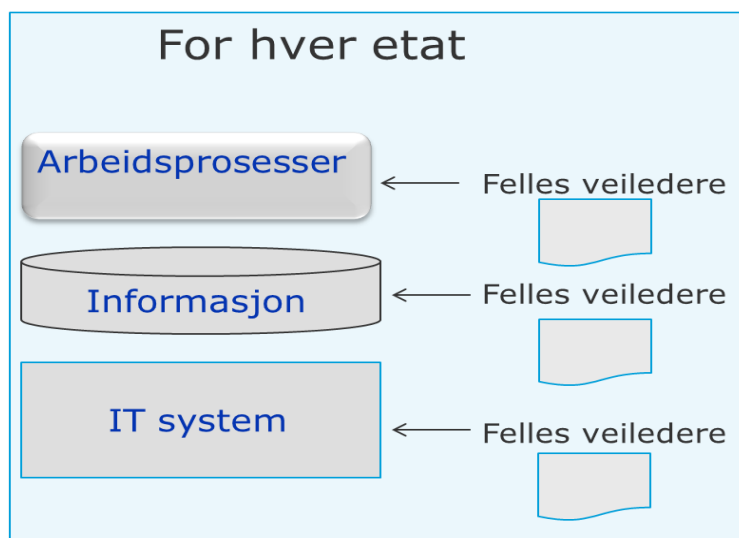 For hver etat
Arbeidsprosesser
Felles veiledere
Informasjon
Felles veiledere
IT system
Felles veiledere